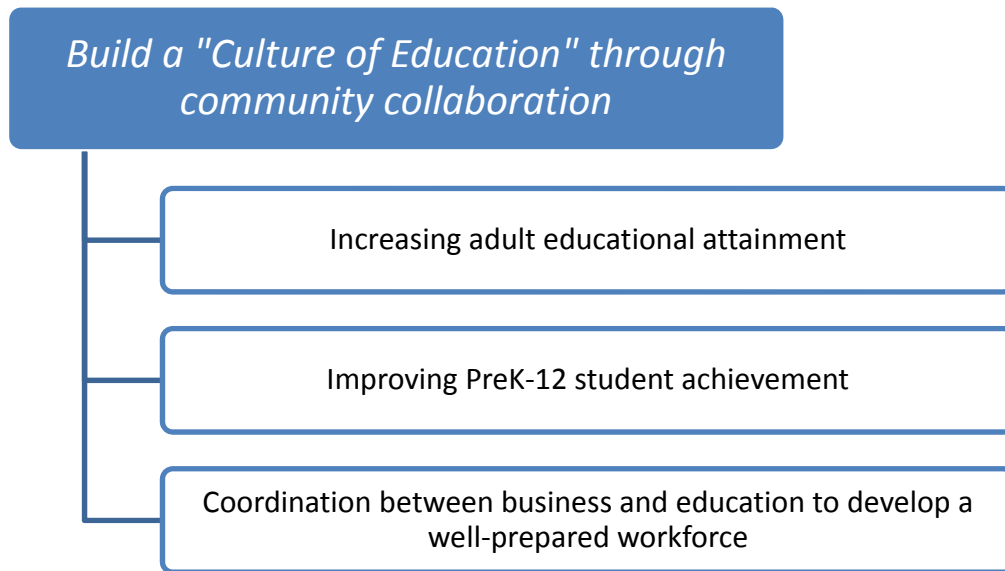 Build a "Culture of Education" through
community collaboration
Increasing adult educational attainment
Improving PreK-12 student achievement
Coordination between business and education to develop a
well-prepared workforce